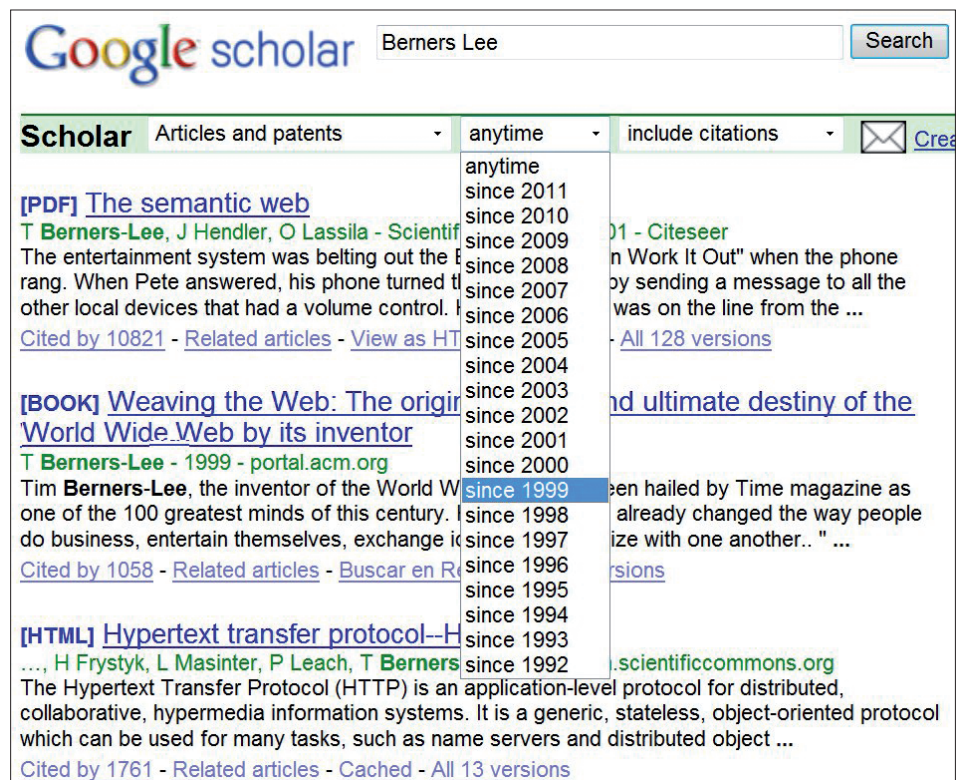 Google scholar Berners Lee Search
Scholar Articles and patents anytime include citations Crea
anytime
since 2011
since 2010
since 2009
since 2008
since 2007
since 2006
since 2005
since 2004
since 2003
since 2002
since 2001
since 2000
since 1999
since 1998
since 1997
since 1996
since 1995
since 1994
since 1993
since 1992
[PDF] The semantic web
T Berners-Lee, J Hendler, O Lassila - Scientif 01 - Citeseer
The entertainment system was belting out the n Work It Out" when the phone
rang. When Pete answered, his phone turned by sending a message to all the
other local devices that had a volume control. was on the line from the ...
Cited by 10821 - Related articles - View as HT - All 128 versions
[BOOK] Weaving the Web: The origin nd ultimate destiny of the
World Wide Web by its inventor
T Berners-Lee - 1999 - portal.acm.org
Tim Berners-Lee, the inventor of the World W een hailed by Time magazine as
one of the 100 greatest minds of this century. already changed the way people
do business, entertain themselves, exchange ize with one another.. " ...
Cited by 1058 - Related articles - Buscar en Re rsions
[HTML] Hypertext transfer protocol--H
..., H Frystyk, L Masinter, P Leach, T Berners .scientificcommons.org
The Hypertext Transfer Protocol (HTTP) is an application-level protocol for distributed,
collaborative, hypermedia information systems. It is a generic, stateless, object-oriented protocol
which can be used for many tasks, such as name servers and distributed object ...
Cited by 1761 - Related articles - Cached - All 13 versions